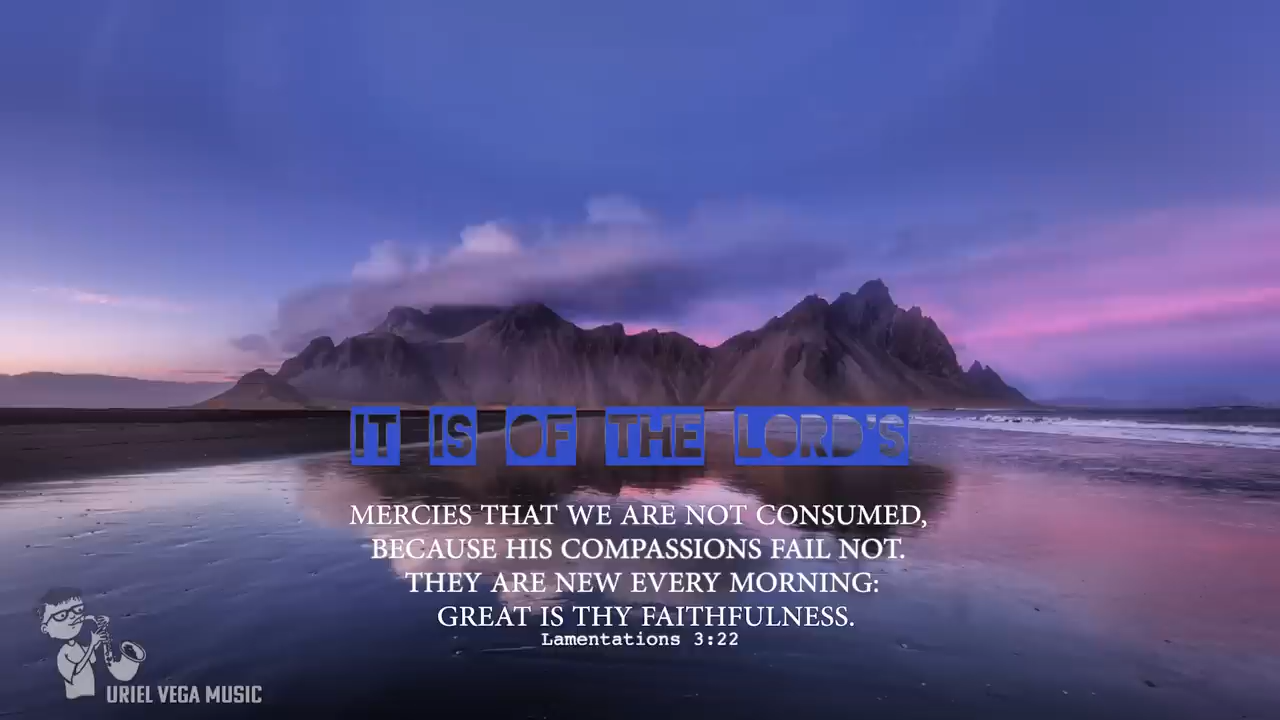 IT IS OF THE LORD'S
MERCIES THAT WE ARE NOT CONSUMED,
BECAUSE HIS COMPASSIONS FAIL NOT.
THEY ARE NEW EVERY MORNING:
GREAT IS THY FAITHFULNESS.
Lamentations 3:22
URIEL VEGA MUSIC